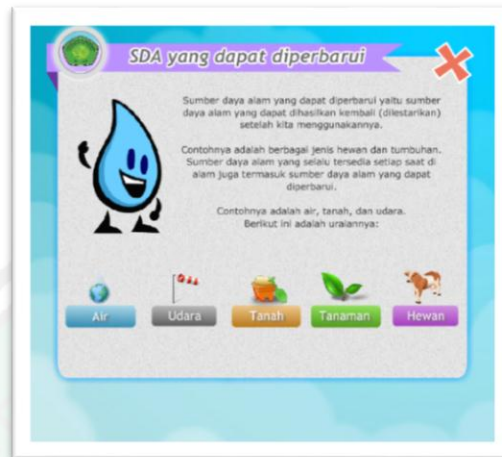 SDA yang dapat diperbarui
Sumber daya alam yang dapat diperbarui yaitu sumber
daya alam yang dapat dihasilkan kembali (dilestarikan)
setelah kita menggunakannya.
Contohnya adalah berbagai jenis hewan dan tumbuhan.
Sumber daya alam yang selalu tersedia setiap saat di
alam juga termasuk sumber daya alam yang dapat
diperbarui.
Contohnya adalah air, tanah, dan udara.
Berikut ini adalah uraiannya:
Air
Udara
Tanah
Tanaman
Hewan